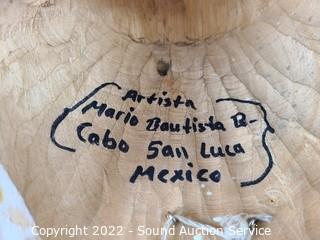 Artista
Mario Bautista B-
Cabo San Luca
Mexico
Copyright 2022 - Sound Auction Service